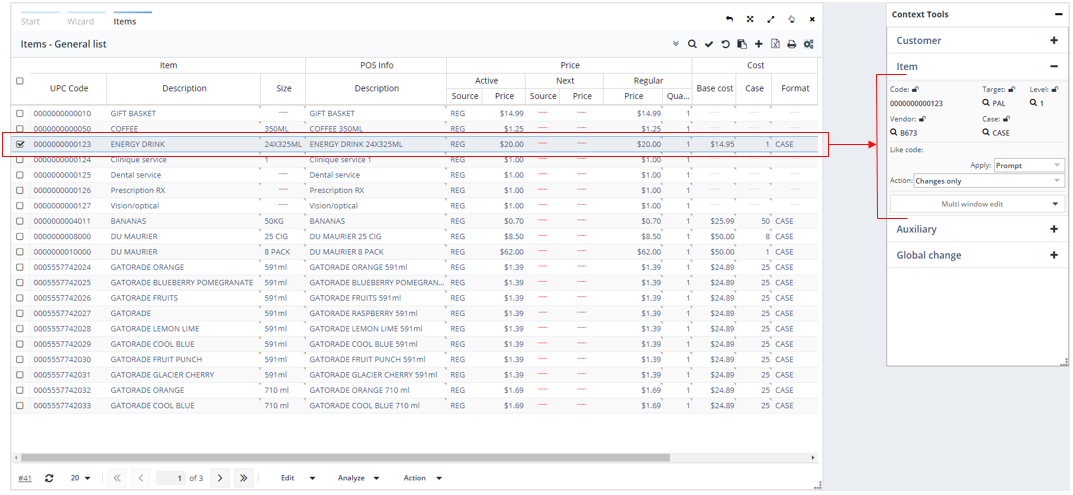 Start Wizard Items
Items - General list
Item POS Info Price Cost
Active Next Regular
UPC Code Description Size Description Source Price Source Price Price Qua... Base cost Case Format
0000000000010 GIFT BASKET ---- GIFT BASKET REG $14.99 ---- ---- $14.99 1 ---- ---- ----
0000000000050 COFFEE 350ML COFFEE 350ML REG $1.25 ---- ---- $1.25 1 ---- ---- ----
0000000000123 ENERGY DRINK 24X325ML ENERGY DRINK 24X325ML REG $20.00 ---- ---- $20.00 1 $14.95 1 CASE
0000000000124 Clinique service 1 Clinique service 1 REG $1.00 ---- ---- $1.00 1 ---- ---- ----
0000000000125 Dental service ---- Dental service REG $1.00 ---- ---- $1.00 1 ---- ---- ----
0000000000126 Prescription RX ---- Prescription RX REG $1.00 ---- ---- $1.00 1 ---- ---- ----
0000000000127 Vision/optical ---- Vision/optical REG $1.00 ---- ---- $1.00 1 ---- ---- ----
0000000004011 BANANAS 50KG BANANAS REG $0.70 ---- ---- $0.70 1 $25.99 50 CASE
0000000008000 DU MAURIER 25 CIG DU MAURIER 25 CIG REG $8.50 ---- ---- $8.50 1 $50.00 8 CASE
0000000010000 DU MAURIER 8 PACK DU MAURIER 8 PACK REG $62.00 ---- ---- $62.00 1 $50.00 1 CASE
0005557742024 GATORADE ORANGE 591ml GATORADE ORANGE 591ml REG $1.39 ---- ---- $1.39 1 $24.89 25 CASE
0005557742025 GATORADE BLUEBERRY POMEGRANATE 591ml GATORADE BLUEBERRY POMEGRAN... REG $1.39 ---- ---- $1.39 1 $24.89 25 CASE
0005557742026 GATORADE FRUITS 591ml GATORADE FRUITS 591ml REG $1.39 ---- ---- $1.39 1 $24.89 25 CASE
0005557742027 GATORADE 591ml GATORADE RASPBERRY 591ml REG $1.39 ---- ---- $1.39 1 $24.89 25 CASE
0005557742028 GATORADE LEMON LIME 591ml GATORADE LEMON LIME 591ml REG $1.39 ---- ---- $1.39 1 $24.89 25 CASE
0005557742029 GATORADE COOL BLUE 591ml GATORADE COOL BLUE 591ml REG $1.39 ---- ---- $1.39 1 $24.89 25 CASE
0005557742030 GATORADE FRUIT PUNCH 591ml GATORADE FRUIT PUNCH 591ml REG $1.39 ---- ---- $1.39 1 $24.89 25 CASE
0005557742031 GATORADE GLACIER CHERRY 591ml GATORADE GLACIER CHERRY 591ml REG $1.39 ---- ---- $1.39 1 $24.89 25 CASE
0005557742032 GATORADE ORANGE 710 ml GATORADE ORANGE 710 ml REG $1.69 ---- ---- $1.69 1 $24.89 25 CASE
0005557742033 GATORADE COOL BLUE 710 ml GATORADE COOL BLUE 710 ml REG $1.69 ---- ---- $1.69 1 $24.89 25 CASE
#41 20 1 of 3 Edit Analyze Action
Context Tools
Customer
Item
Code: Target: Level:
0000000000123 PAL 1
Vendor: Case:
B673 CASE
Like code:
Apply: Prompt
Action: Changes only
Multi window edit
Auxiliary
Global change